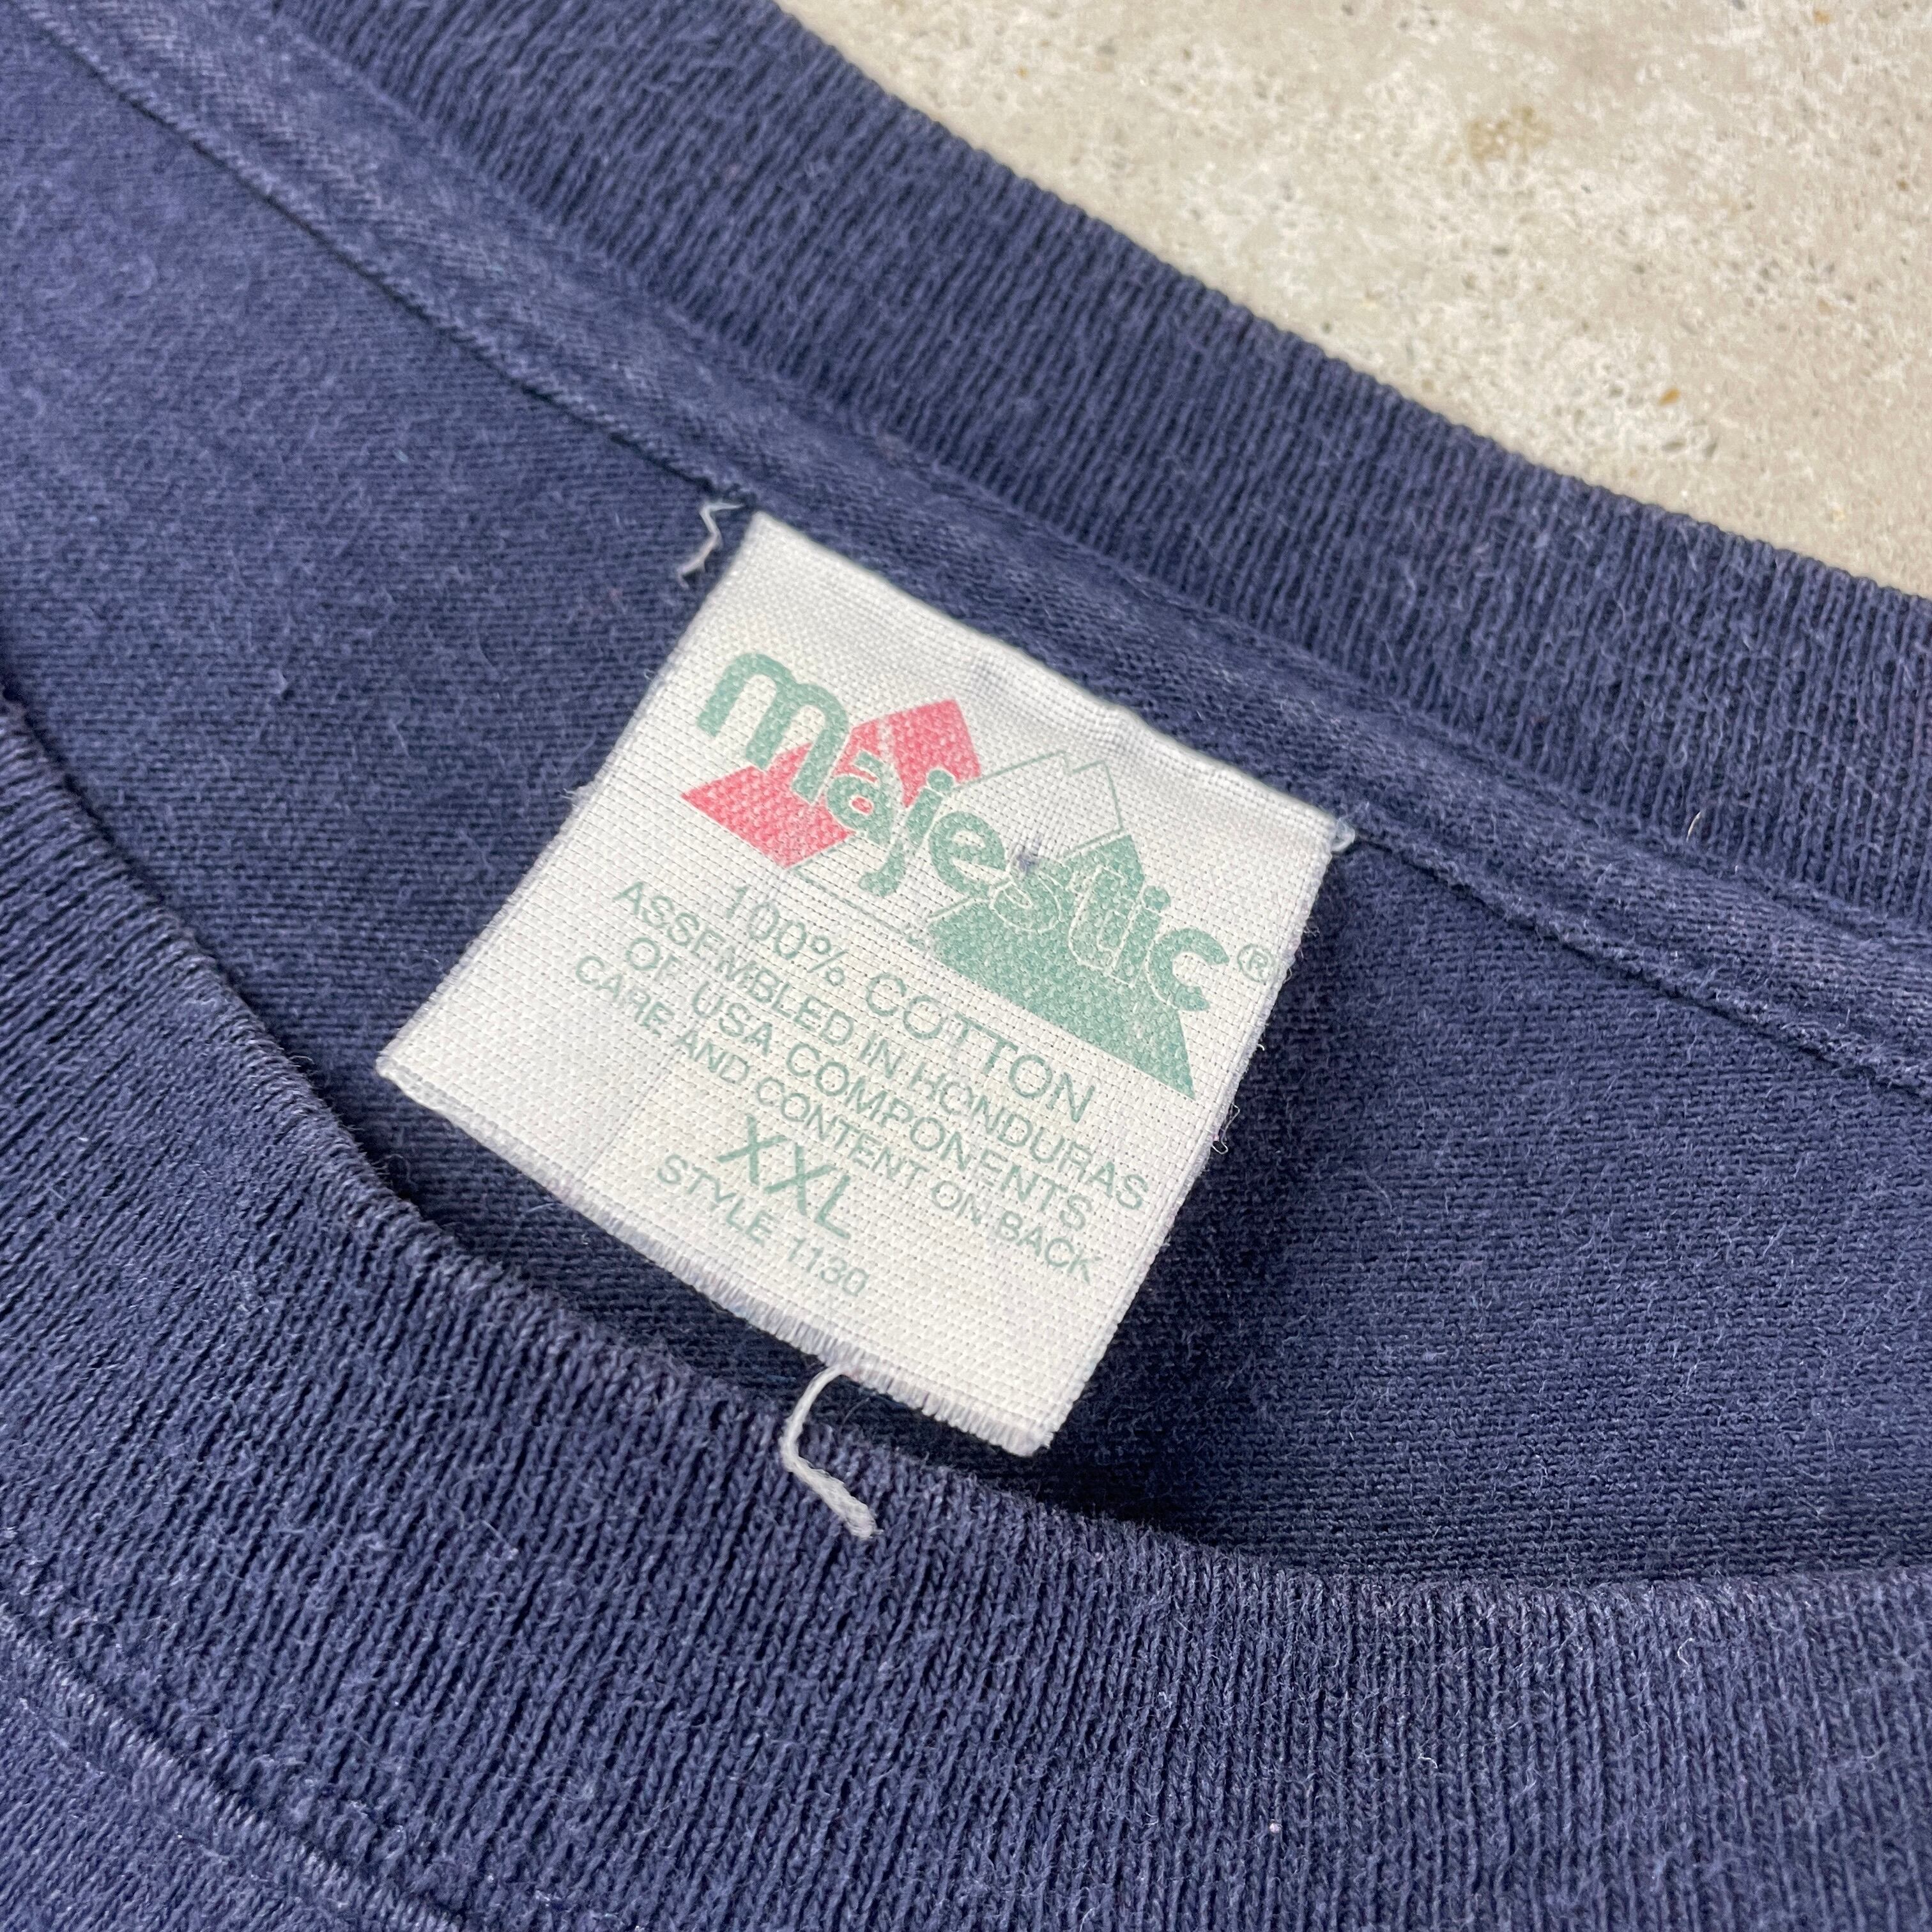 majestic®
100% COTTON
ASSEMBLED IN HONDURAS
OF USA COMPONENTS
CARE AND CONTENT ON BACK
XXL
STYLE 1130